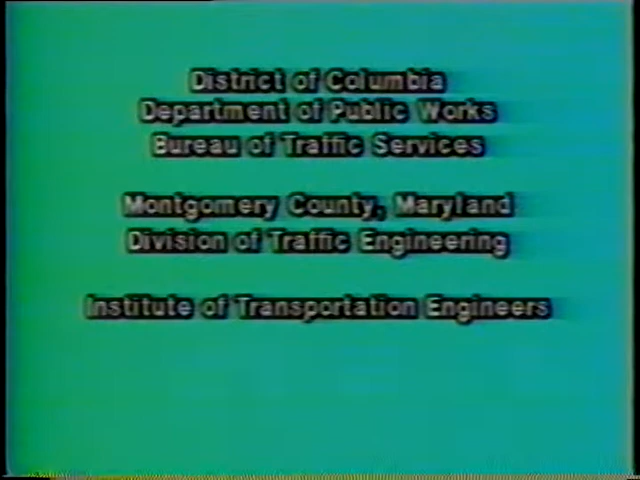 District of Columbia
Department of Public Works
Bureau of Traffic Services
Montgomery County, Maryland
Division of Traffic Engineering
Institute of Transportation Engineers